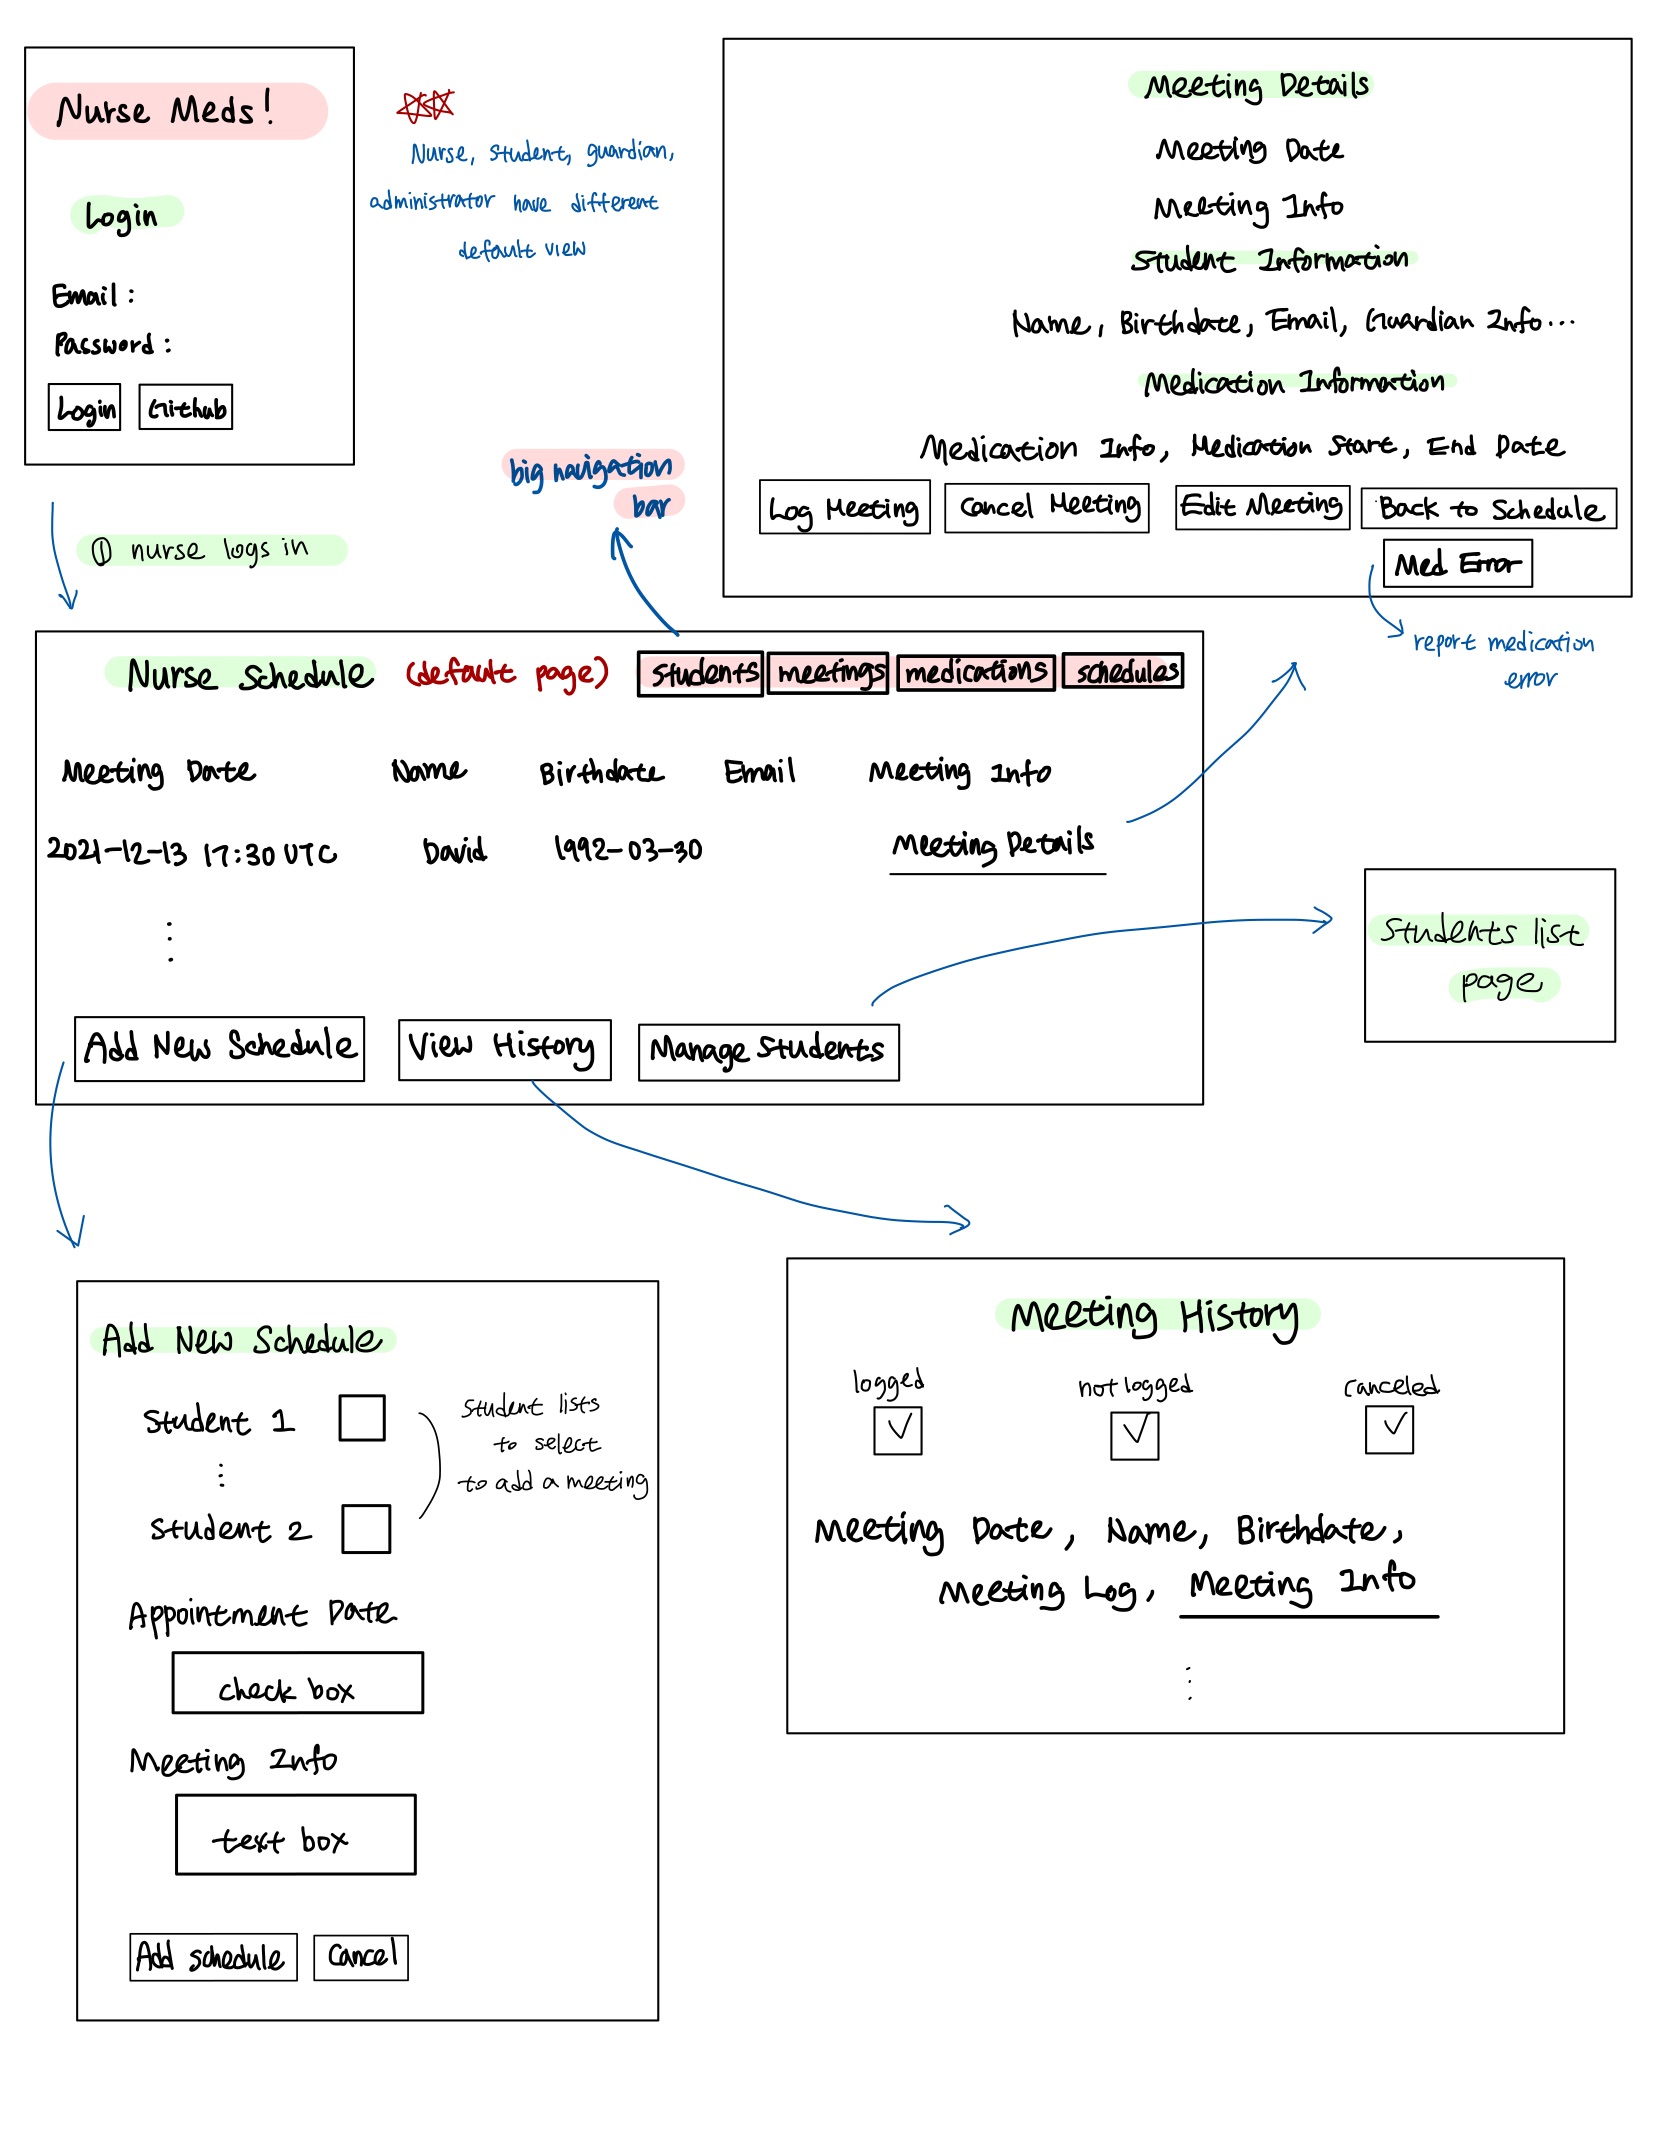 Nurse Meds!
Login
Email :
Password :
Login
Github
Nurse, student, guardian,
administrator have different
default view
Meeting Details
Meeting Date
Meeting Info
Student Information
Name, Birthdate, Email, Guardian Info...
Medication Information
Medication Info, Medication Start, End Date
Log Meeting
Cancel Meeting
Edit Meeting
Back to Schedule
Med Error
report medication
error
big navigation
bar
① nurse logs in
Nurse Schedule (default page)
students
meetings
medications
schedules
Meeting Date Name Birthdate Email Meeting Info
2021-12-13 17:30 UTC David 1992-03-30 Meeting Details
⋮
Add New Schedule
View History
Manage Students
Students list
page
Add New Schedule
Student 1
⋮
Student 2
student lists
to select
to add a meeting
Appointment Date
check box
Meeting Info
text box
Add schedule
Cancel
Meeting History
logged not logged canceled
Meeting Date, Name, Birthdate,
Meeting Log, Meeting Info
⋮